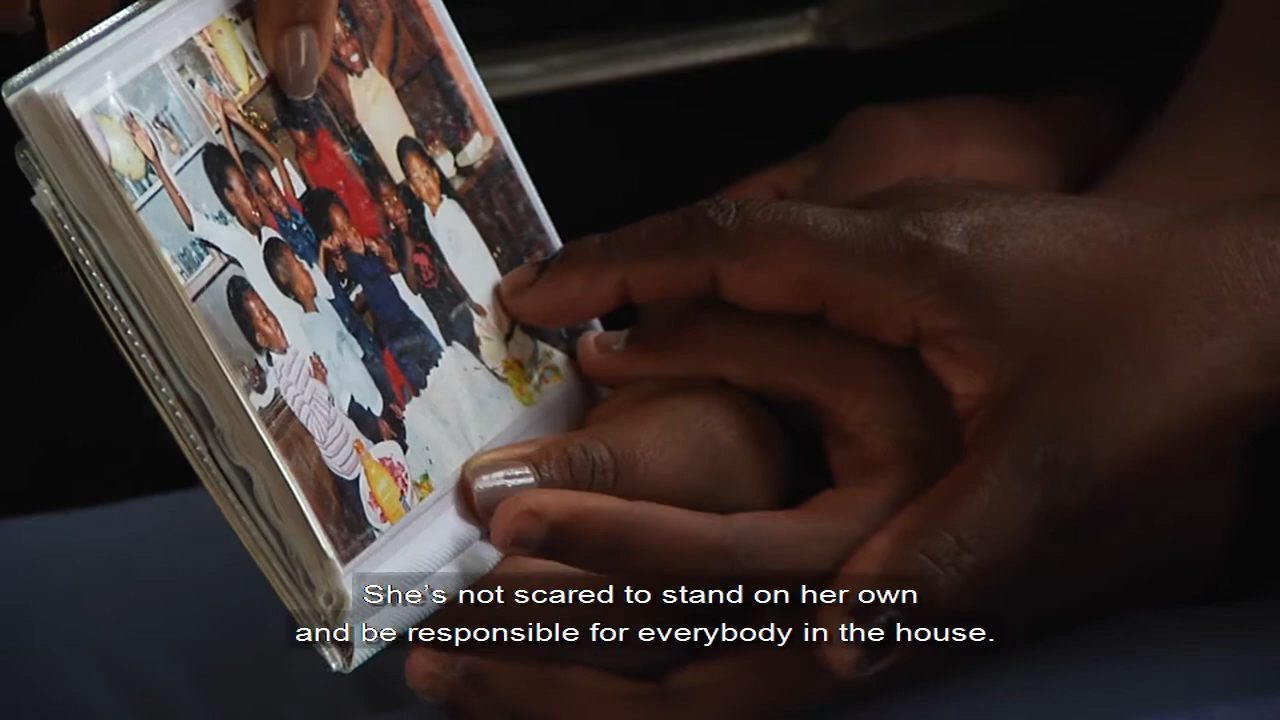 She's not scared to stand on her own
and be responsible for everybody in the house.